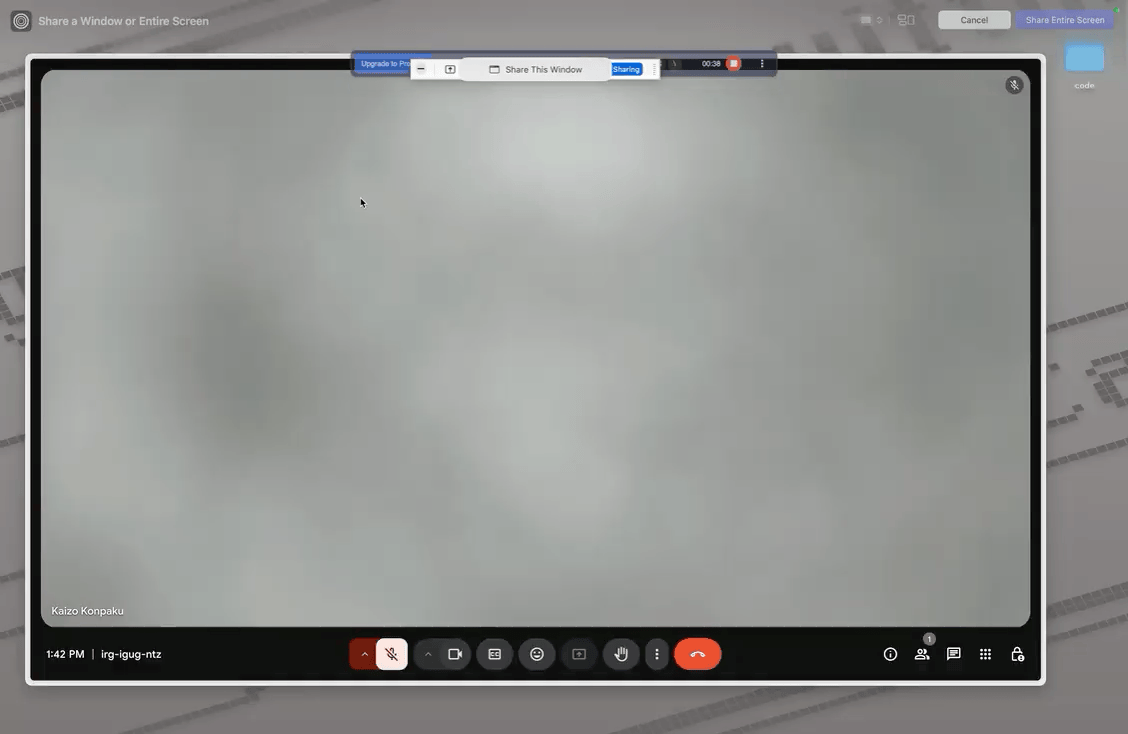 Share a Window or Entire Screen
Cancel
Share Entire Screen
Upgrade to Pro
Share This Window
Sharing
00:38
code
Kaizo Konpaku
1:42 PM | irg-igug-ntz
1